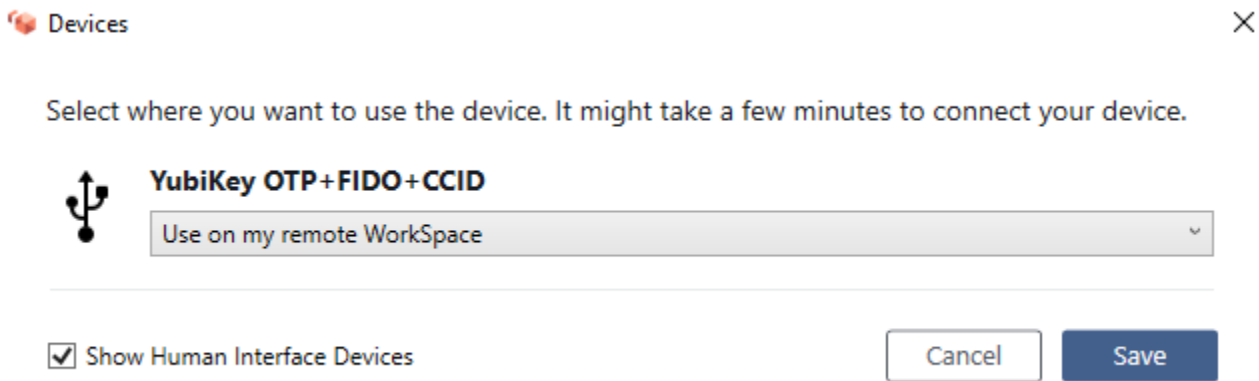 Devices
Select where you want to use the device. It might take a few minutes to connect your device.
YubiKey OTP+FIDO+CCID
Use on my remote WorkSpace
Show Human Interface Devices
Cancel
Save